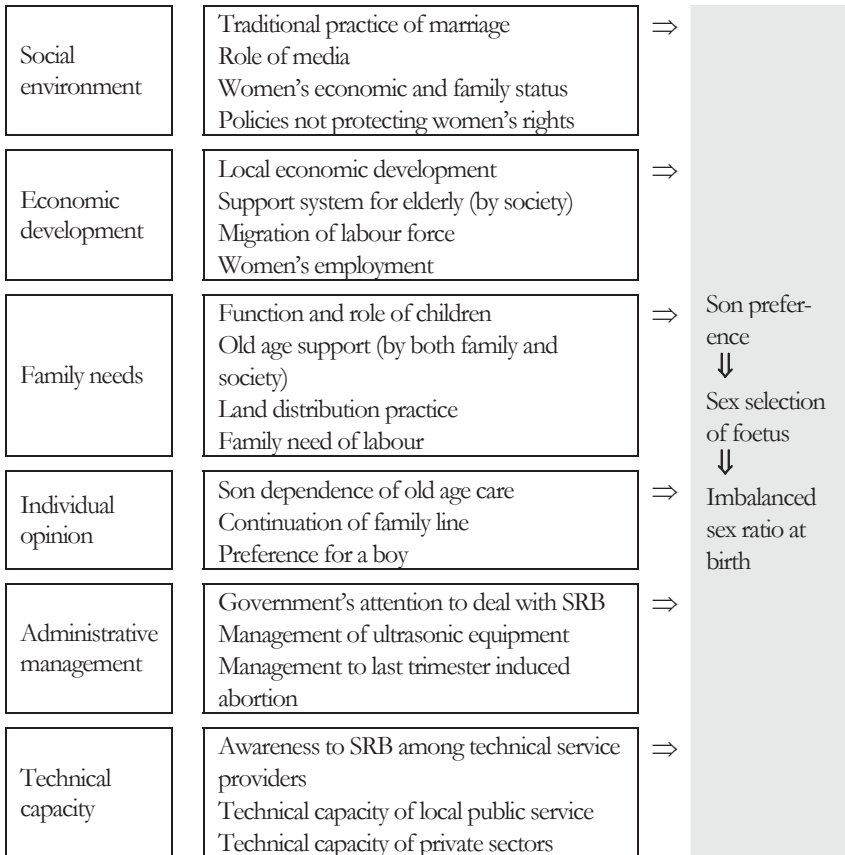 Social
environment
Traditional practice of marriage
Role of media
Women's economic and family status
Policies not protecting women's rights
⇒
Economic
development
Local economic development
Support system for elderly (by society)
Migration of labour force
Women's employment
⇒
Family needs
Function and role of children
Old age support (by both family and
society)
Land distribution practice
Family need of labour
⇒
Individual
opinion
Son dependence of old age care
Continuation of family line
Preference for a boy
⇒
Administrative
management
Government's attention to deal with SRB
Management of ultrasonic equipment
Management to last trimester induced
abortion
⇒
Technical
capacity
Awareness to SRB among technical service
providers
Technical capacity of local public service
Technical capacity of private sectors
⇒
Son prefer-
ence
⇓
Sex selection
of foetus
⇓
Imbalanced
sex ratio at
birth